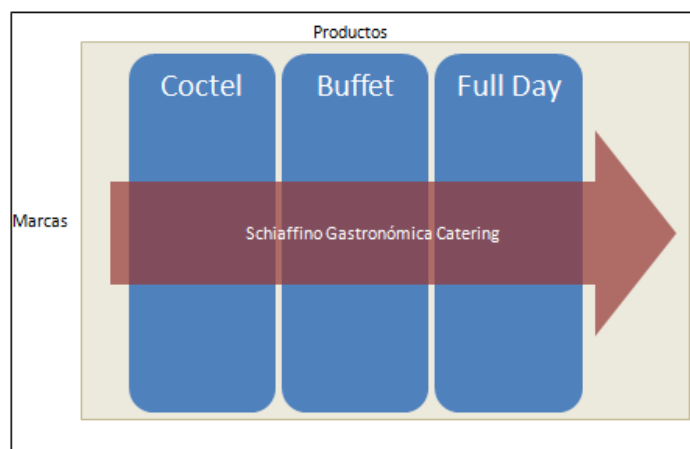 Productos
Coctel
Buffet
Full Day
Marcas
Schiaffino Gastronómica Catering